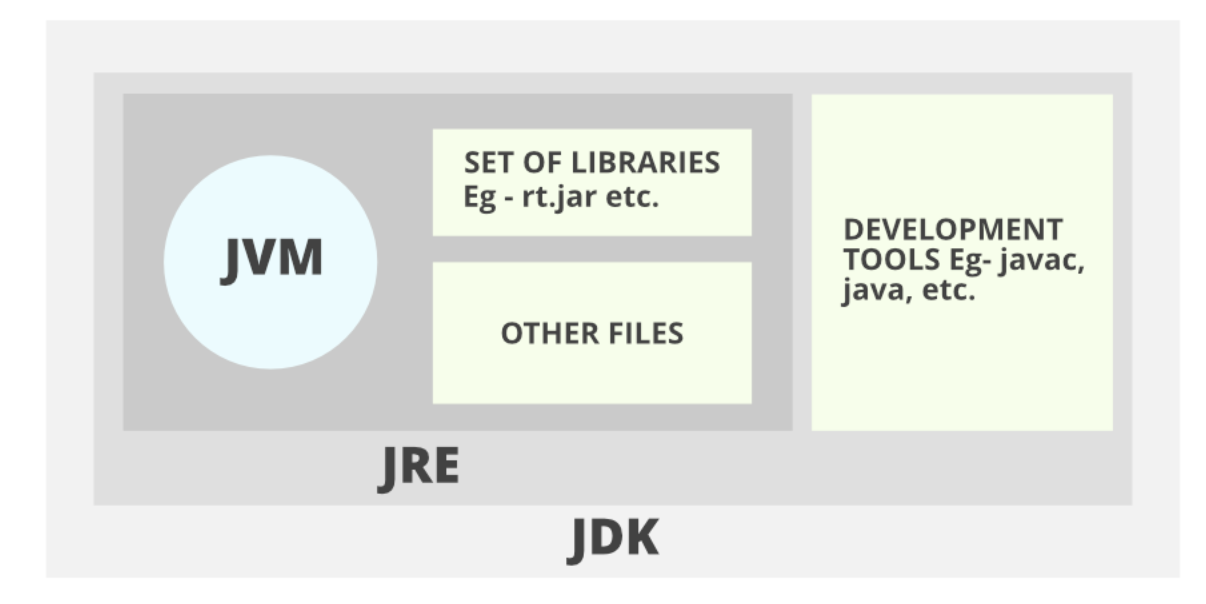 JVM
SET OF LIBRARIES
Eg - rt.jar etc.
OTHER FILES
DEVELOPMENT
TOOLS Eg- javac,
java, etc.
JRE
JDK